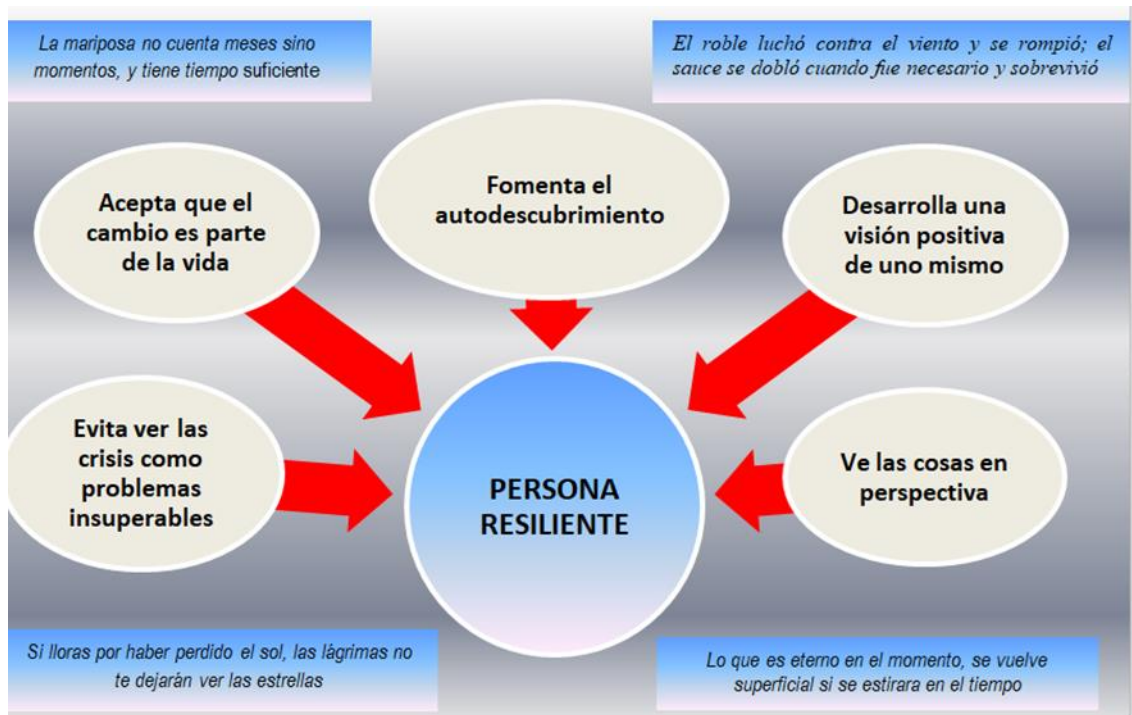 La mariposa no cuenta meses sino
momentos, y tiene tiempo suficiente
El roble luchó contra el viento y se rompió; el
sauce se dobló cuando fue necesario y sobrevivió
Acepta que el
cambio es parte
de la vida
Fomenta el
autodescubrimiento
Desarrolla una
visión positiva
de uno mismo
Evita ver las
crisis como
problemas
insuperables
PERSONA
RESILIENTE
Ve las cosas en
perspectiva
Si lloras por haber perdido el sol, las lágrimas no
te dejarán ver las estrellas
Lo que es eterno en el momento, se vuelve
superficial si se estirara en el tiempo